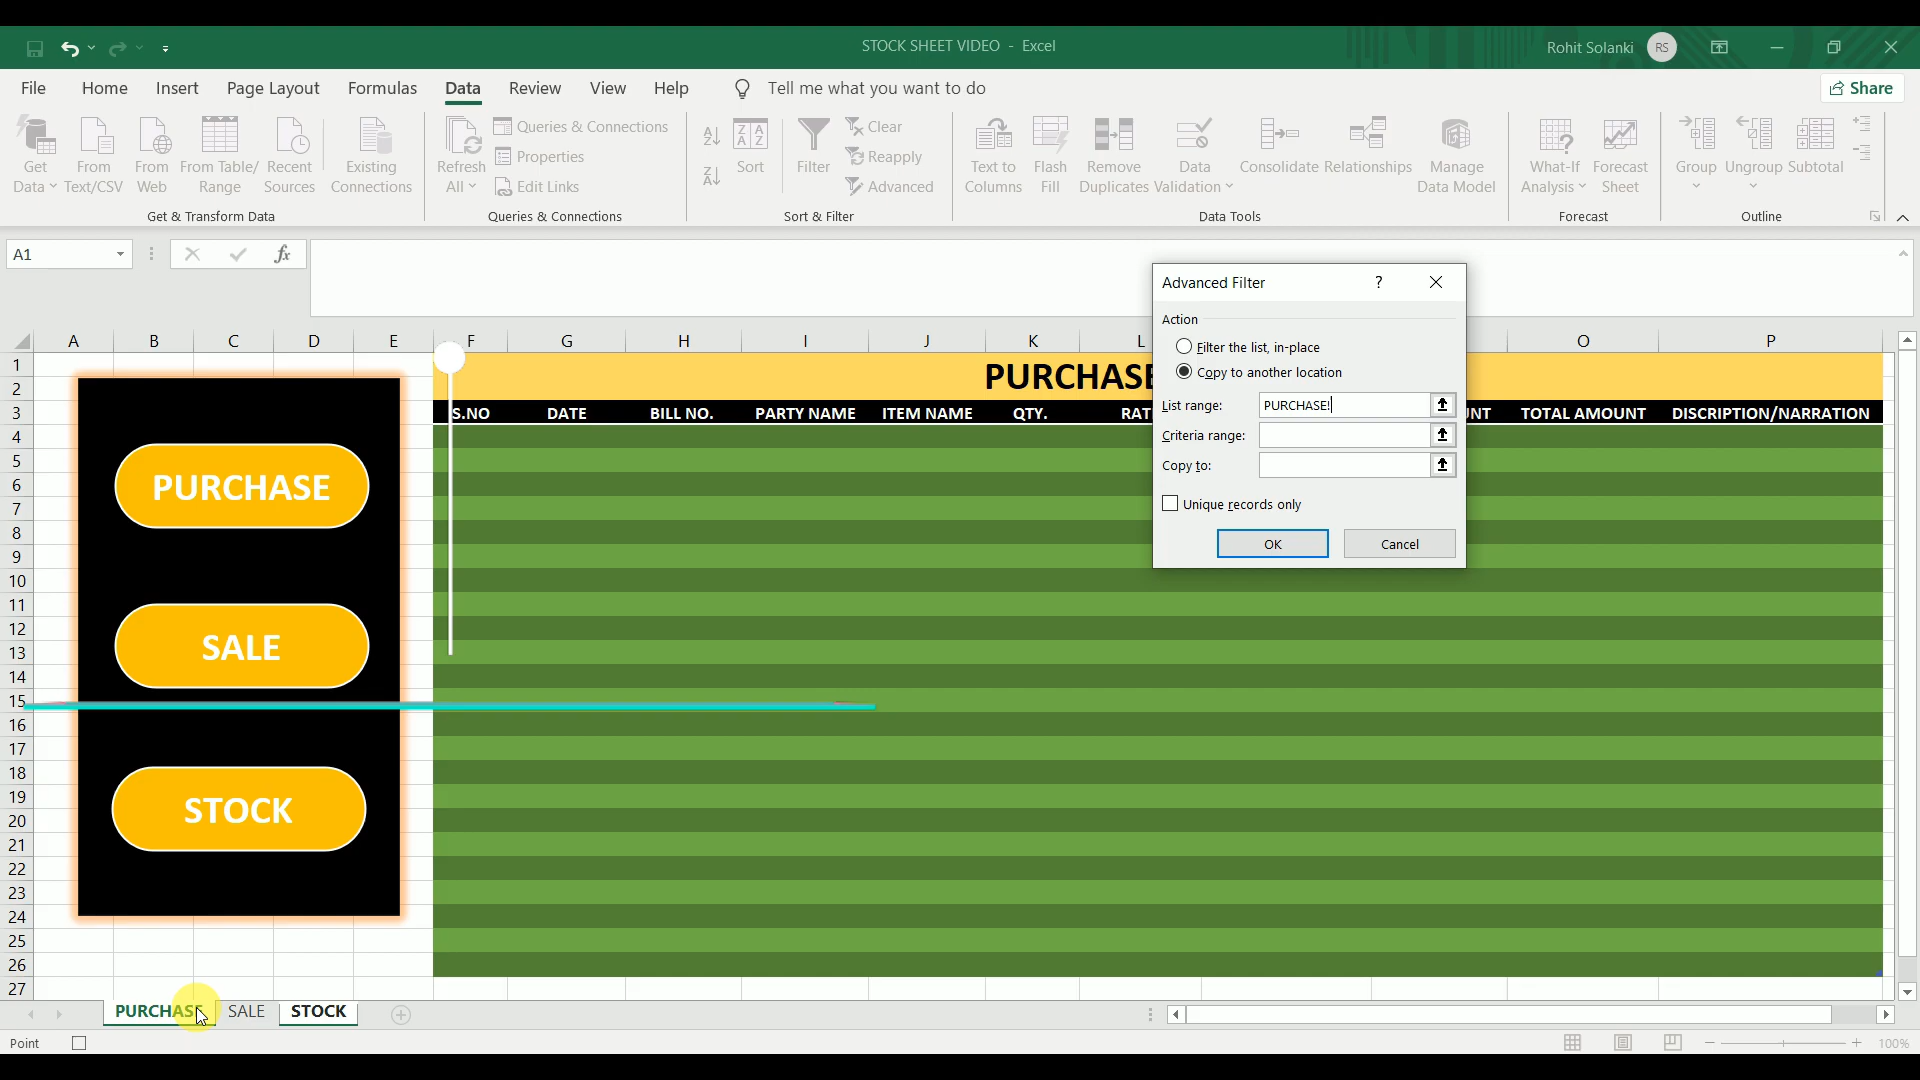 STOCK SHEET VIDEO - Excel
Rohit Solanki RS
File Home Insert Page Layout Formulas Data Review View Help Tell me what you want to do
Share
Get Data
From Text/CSV
From Web
From Table/ Range
Recent Sources
Existing Connections
Get & Transform Data
Refresh All
Queries & Connections
Properties
Edit Links
Queries & Connections
Sort
Filter
Clear
Reapply
Advanced
Sort & Filter
Text to Columns
Flash Fill
Remove Duplicates
Data Validation
Consolidate
Relationships
Manage Data Model
Data Tools
What-If Analysis
Forecast Sheet
Forecast
Group
Ungroup
Subtotal
Outline
A1
fx
Advanced Filter ?
Action
Filter the list, in-place
Copy to another location
List range: PURCHASE!
Criteria range:
Copy to:
Unique records only
OK Cancel
A B C D E F G H I J K L O P
PURCHASE
S.NO DATE BILL NO. PARTY NAME ITEM NAME QTY. RAT UNT TOTAL AMOUNT DISCRIPTION/NARRATION
1
2
3
4
5
6
7
8
9
10
11
12
13
14
15
16
17
18
19
20
21
22
23
24
25
26
27
PURCHASE
SALE
STOCK
PURCHASE SALE STOCK
Point
100%